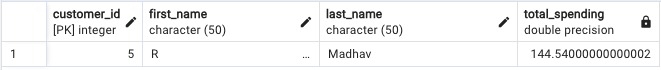 customer_id first_name last_name total_spending
[PK] integer character (50) character (50) double precision
1 5 R ... Madhav 144.54000000000002